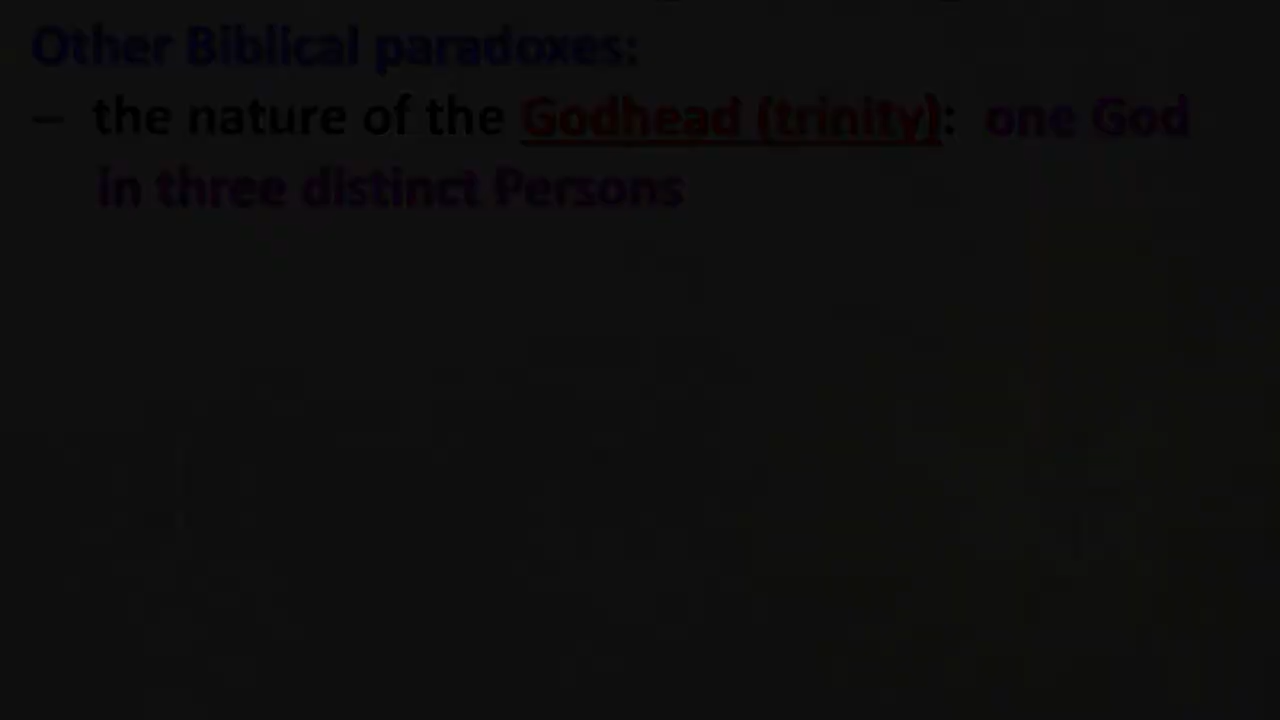 Other Biblical paradoxes:
– the nature of the Godhead (trinity): one God
in three distinct Persons